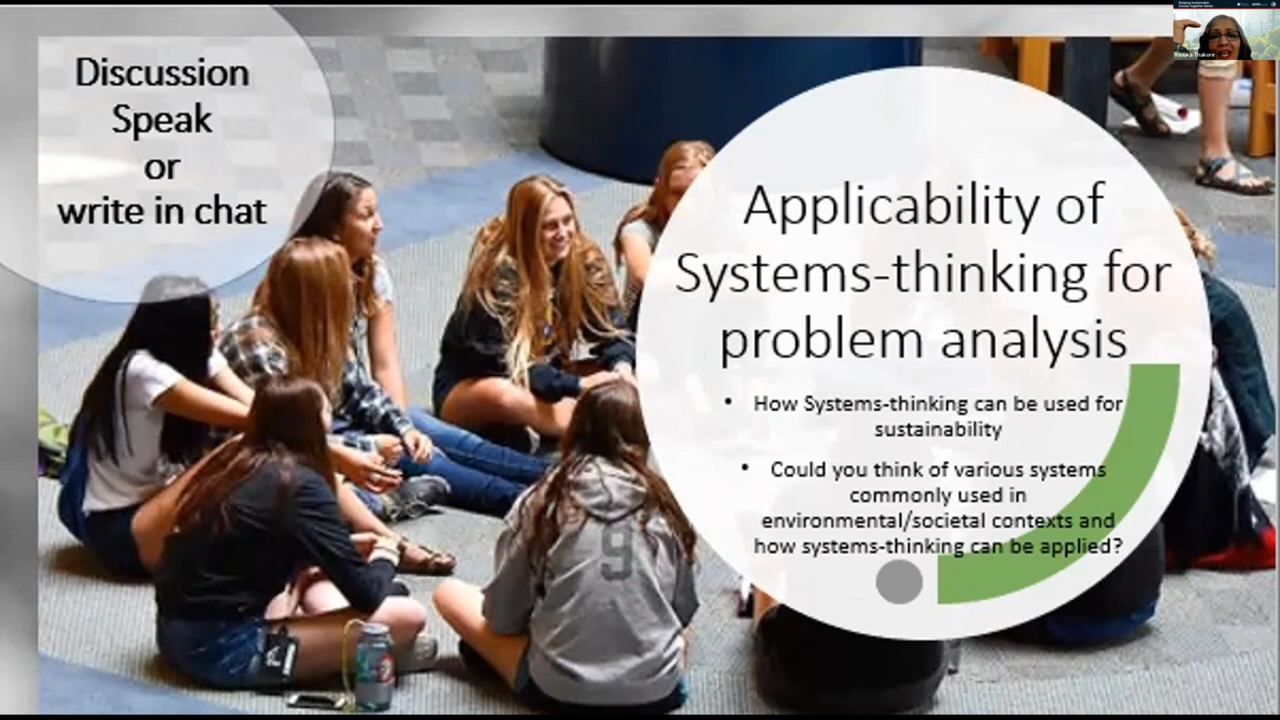 Discussion
Speak
or
write in chat
Applicability of
Systems-thinking for
problem analysis
• How Systems-thinking can be used for
sustainability
• Could you think of various systems
commonly used in
environmental/societal contexts and
how systems-thinking can be applied?
9
Thakore